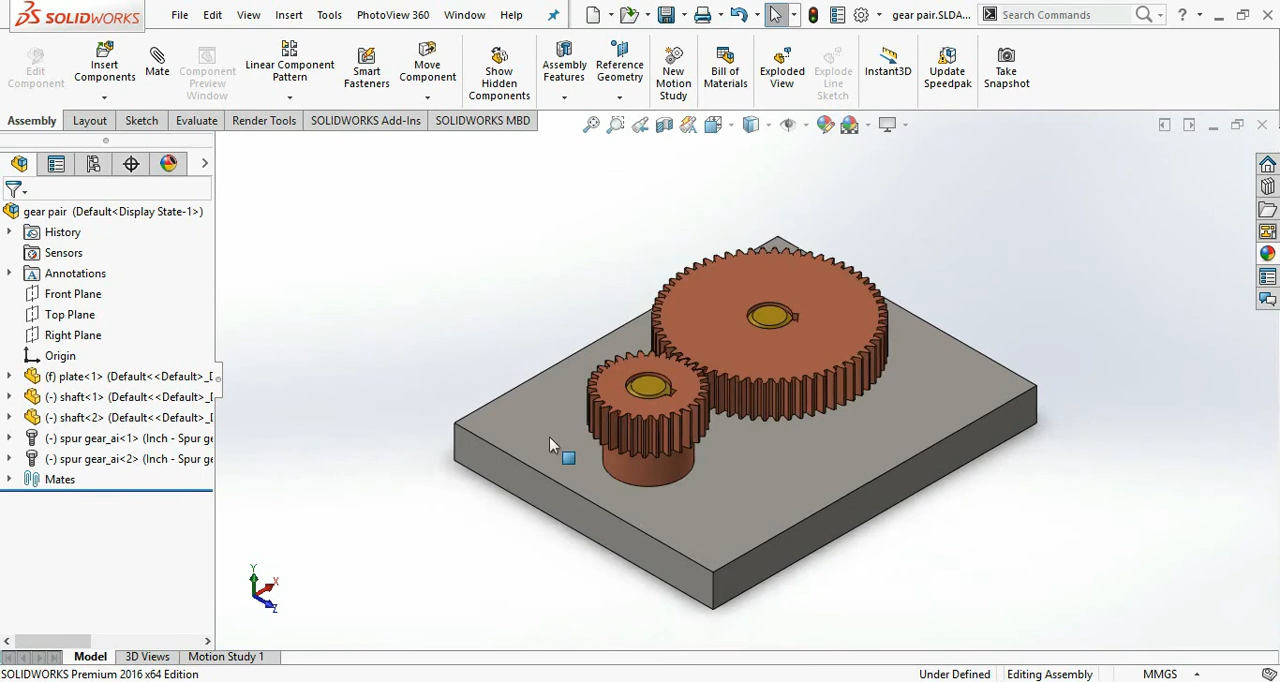 SOLIDWORKS
File Edit View Insert Tools PhotoView 360 Window Help
gear pair.SLDA...
Search Commands
?
Edit Component
Insert Components
Mate
Component Preview Window
Linear Component Pattern
Smart Fasteners
Move Component
Show Hidden Components
Assembly Features
Reference Geometry
New Motion Study
Bill of Materials
Exploded View
Explode Line Sketch
Instant3D
Update Speedpak
Take Snapshot
Assembly Layout Sketch Evaluate Render Tools SOLIDWORKS Add-Ins SOLIDWORKS MBD
gear pair (Default<Display State-1>)
History
Sensors
A Annotations
Front Plane
Top Plane
Right Plane
Origin
(f) plate<1> (Default<<Default>_D
(-) shaft<1> (Default<<Default>_D
(-) shaft<2> (Default<<Default>_D
(-) spur gear_ai<1> (Inch - Spur ge
(-) spur gear_ai<2> (Inch - Spur ge
Mates
Y
X
Z
Model 3D Views Motion Study 1
SOLIDWORKS Premium 2016 x64 Edition
Under Defined Editing Assembly MMGS